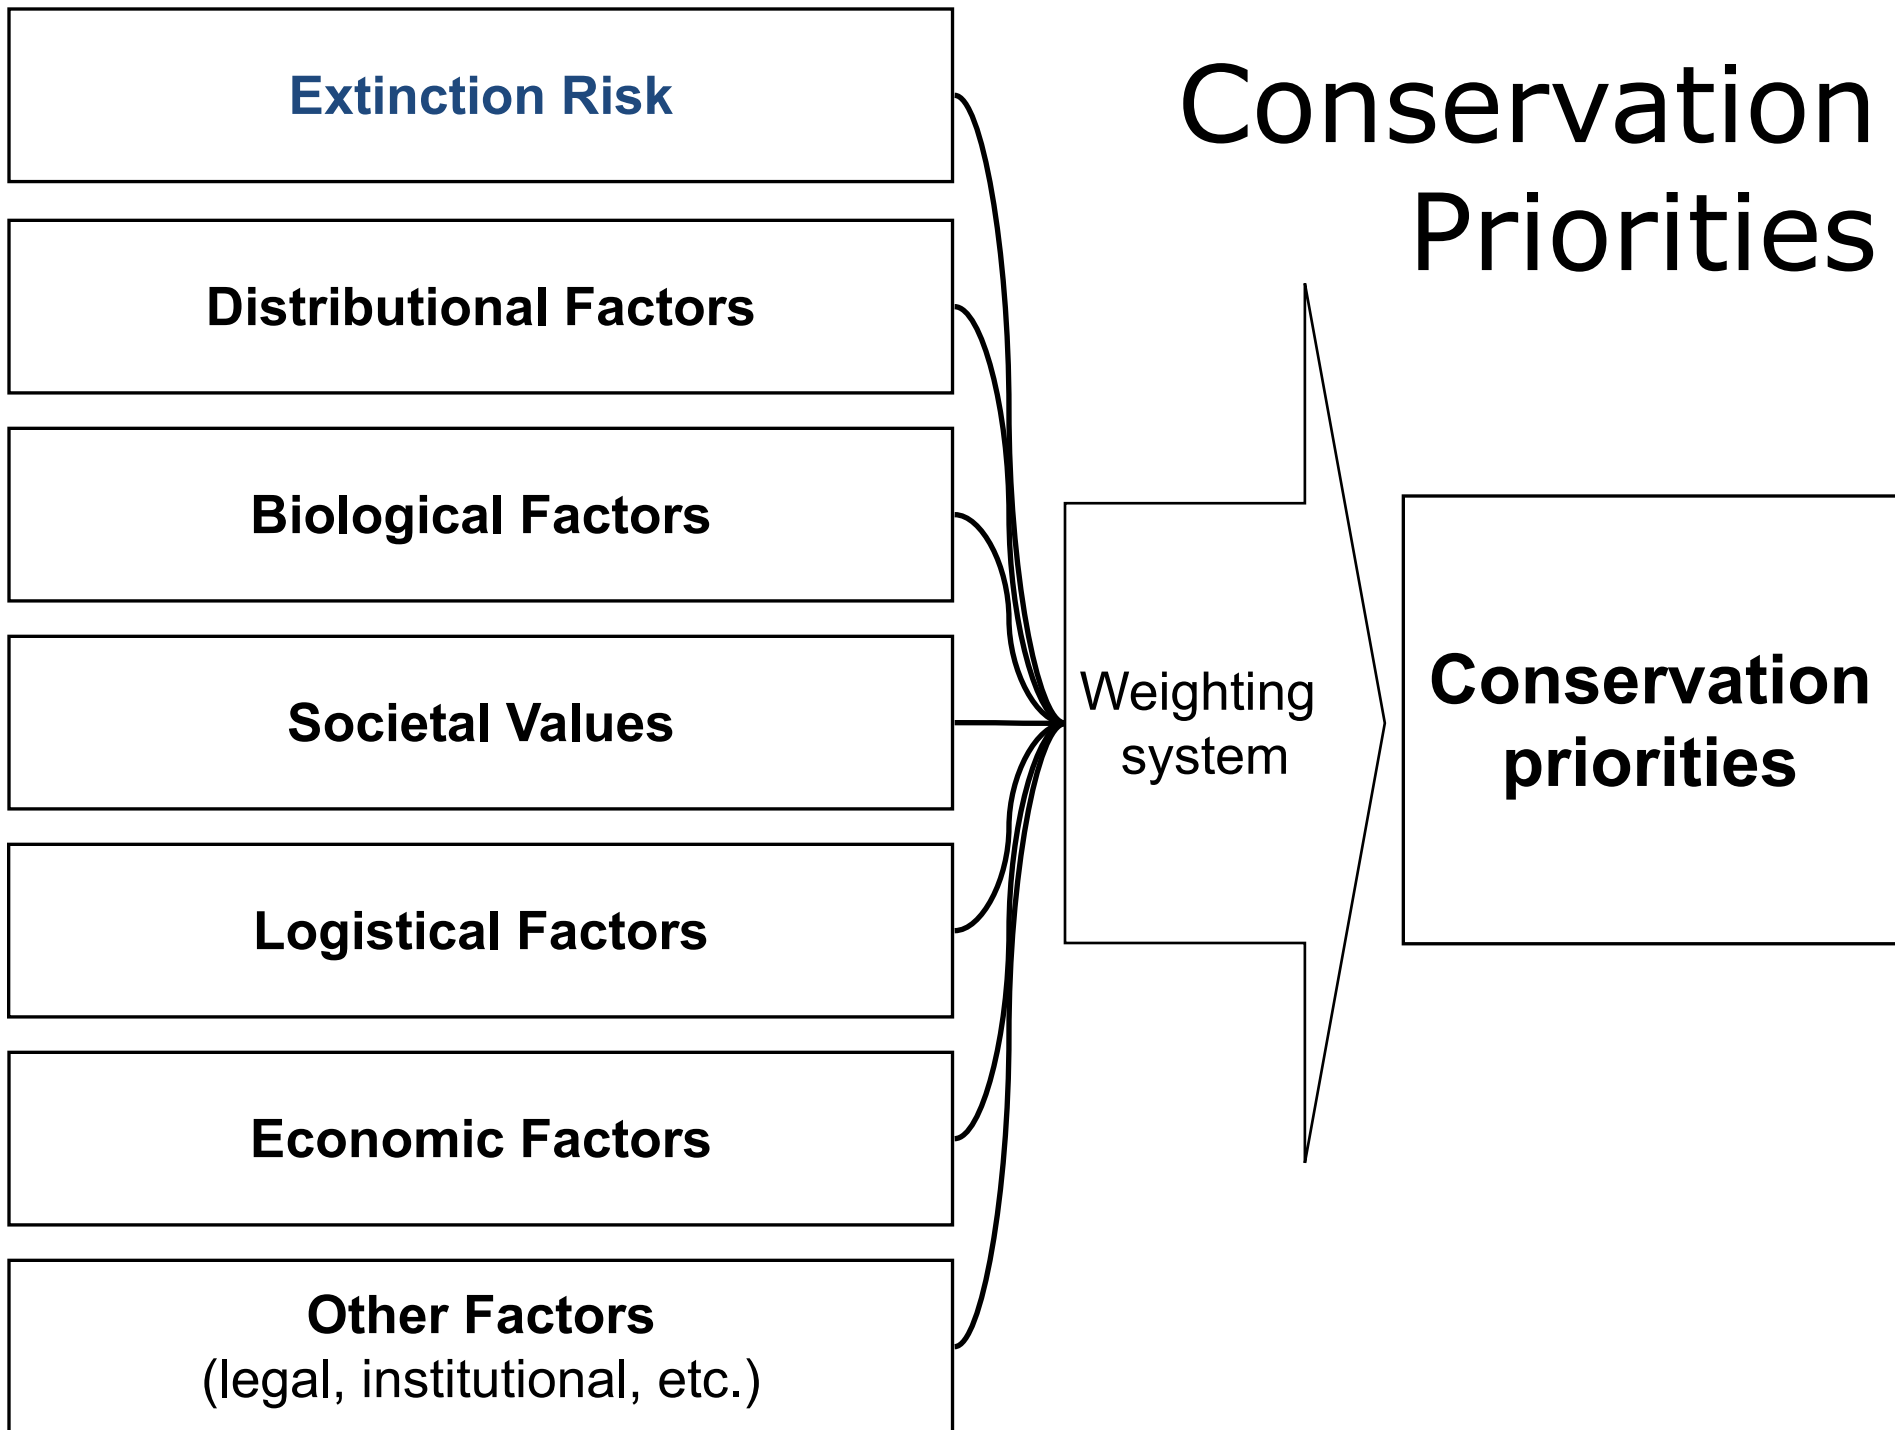 Conservation
Priorities
Extinction Risk
Distributional Factors
Biological Factors
Societal Values
Logistical Factors
Economic Factors
Other Factors
(legal, institutional, etc.)
Weighting
system
Conservation
priorities